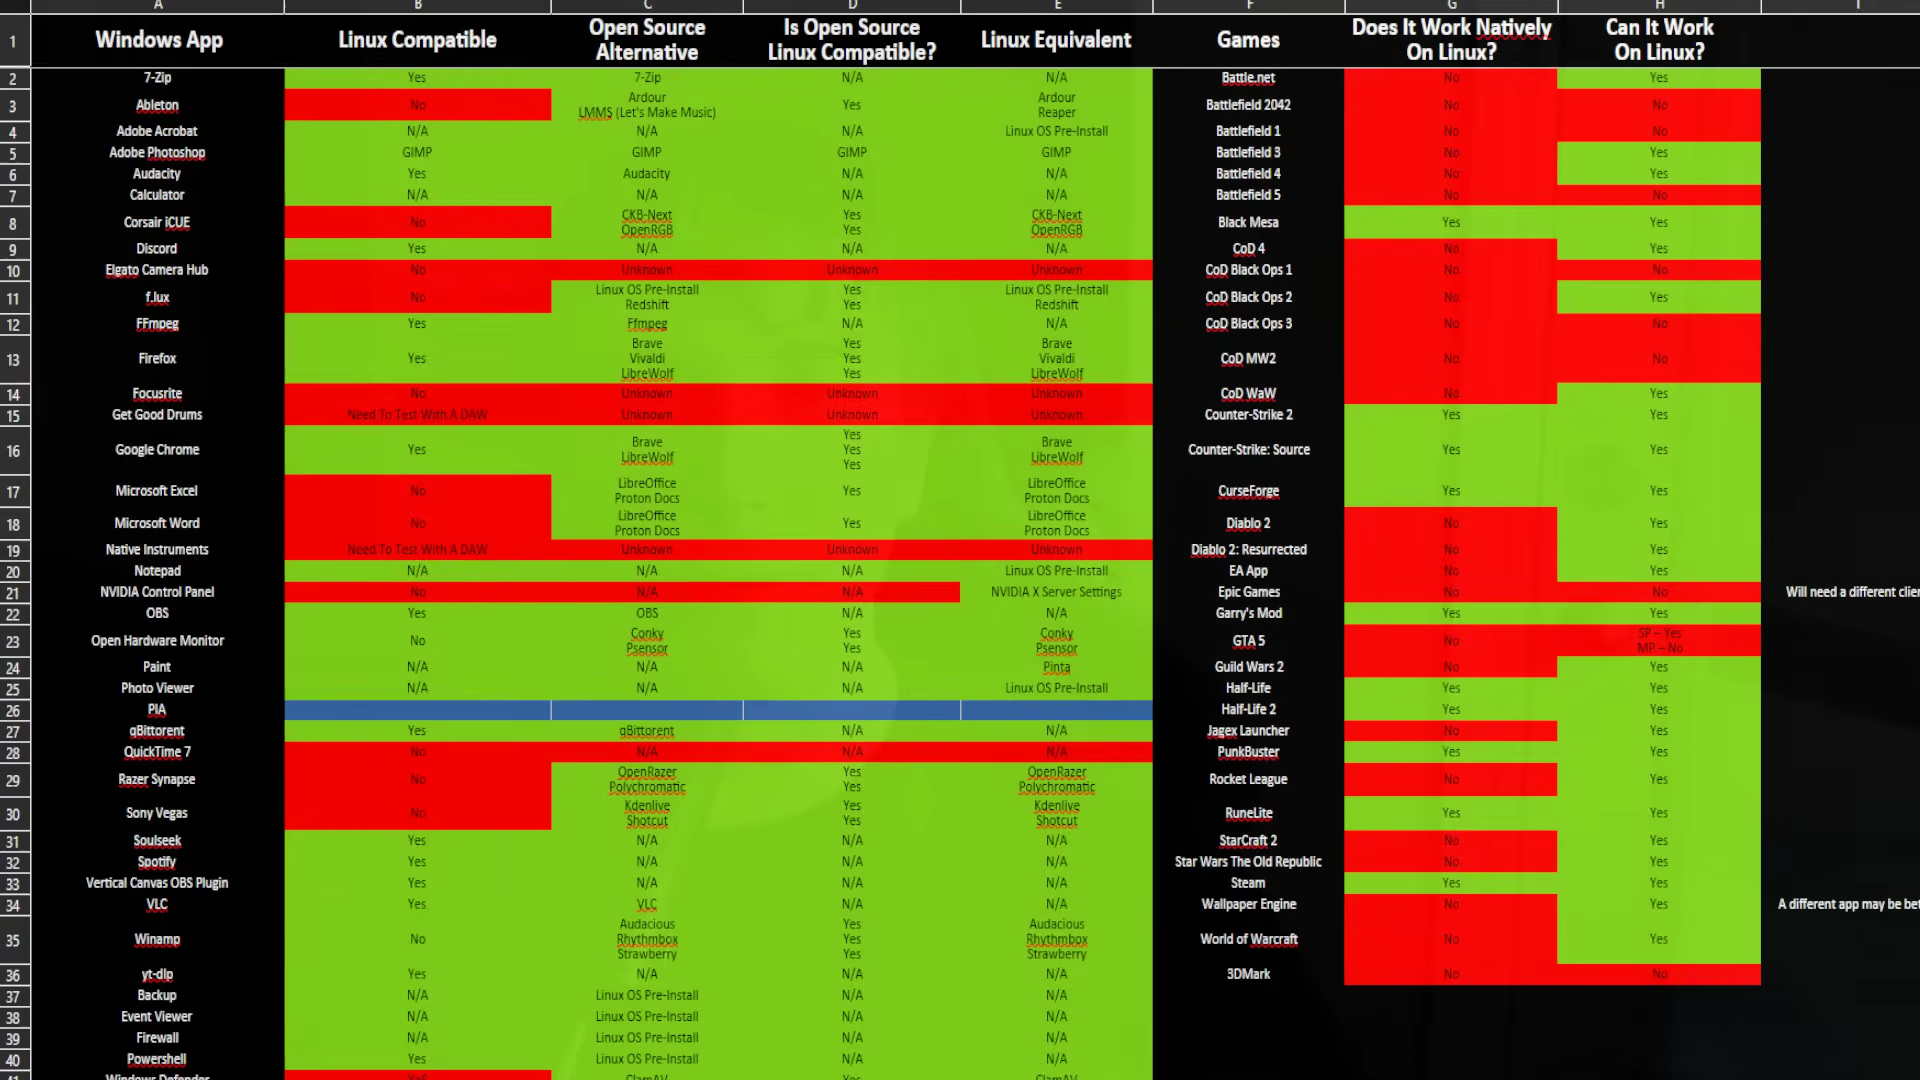 A B C D E F G H I
1 Windows App Linux Compatible Open Source Alternative Is Open Source Linux Compatible? Linux Equivalent Games Does It Work Natively On Linux? Can It Work On Linux?
2 7-Zip Yes 7-Zip N/A N/A Battle.net No Yes
3 Ableton No Ardour LMMS (Let's Make Music) Yes Ardour Reaper Battlefield 2042 No No
4 Adobe Acrobat N/A N/A N/A Linux OS Pre-Install Battlefield 1 No No
5 Adobe Photoshop GIMP GIMP GIMP GIMP Battlefield 3 No Yes
6 Audacity Yes Audacity N/A N/A Battlefield 4 No Yes
7 Calculator N/A N/A N/A N/A Battlefield 5 No No
8 Corsair iCUE No CKB-Next OpenRGB Yes Yes CKB-Next OpenRGB Black Mesa Yes Yes
9 Discord Yes N/A N/A N/A CoD 4 No Yes
10 Elgato Camera Hub No Unknown Unknown Unknown CoD Black Ops 1 No No
11 f.lux No Linux OS Pre-Install Redshift Yes Yes Linux OS Pre-Install Redshift CoD Black Ops 2 No Yes
12 FFmpeg Yes Ffmpeg N/A N/A CoD Black Ops 3 No No
13 Firefox Yes Brave Vivaldi LibreWolf Yes Yes Yes Brave Vivaldi LibreWolf CoD MW2 No No
14 Focusrite No Unknown Unknown Unknown CoD WaW No Yes
15 Get Good Drums Need To Test With A DAW Unknown Unknown Unknown Counter-Strike 2 Yes Yes
16 Google Chrome Yes Brave LibreWolf Yes Yes Yes Brave LibreWolf Counter-Strike: Source Yes Yes
17 Microsoft Excel No LibreOffice Proton Docs Yes LibreOffice Proton Docs CurseForge Yes Yes
18 Microsoft Word No LibreOffice Proton Docs Yes LibreOffice Proton Docs Diablo 2 No Yes
19 Native Instruments Need To Test With A DAW Unknown Unknown Unknown Diablo 2: Resurrected No Yes
20 Notepad N/A N/A N/A Linux OS Pre-Install EA App No Yes
21 NVIDIA Control Panel No N/A N/A NVIDIA X Server Settings Epic Games No No Will need a different
22 OBS Yes OBS N/A N/A Garry's Mod Yes Yes
23 Open Hardware Monitor No Conky Psensor Yes Yes Conky Psensor GTA 5 No SP – Yes MP – No
24 Paint N/A N/A N/A Pinta Guild Wars 2 No Yes
25 Photo Viewer N/A N/A N/A Linux OS Pre-Install Half-Life Yes Yes
26 PIA Half-Life 2 Yes Yes
27 qBittorent Yes qBittorent N/A N/A Jagex Launcher No Yes
28 QuickTime 7 No N/A N/A N/A PunkBuster Yes Yes
29 Razer Synapse No OpenRazer Polychromatic Yes Yes OpenRazer Polychromatic Rocket League No Yes
30 Sony Vegas No Kdenlive Shotcut Yes Yes Kdenlive Shotcut RuneLite Yes Yes
31 Soulseek Yes N/A N/A N/A StarCraft 2 No Yes
32 Spotify Yes N/A N/A N/A Star Wars The Old Republic No Yes
33 Vertical Canvas OBS Plugin Yes N/A N/A N/A Steam Yes Yes
34 VLC Yes VLC N/A N/A Wallpaper Engine No Yes A different app may be
35 Winamp No Audacious Rhythmbox Strawberry Yes Yes Yes Audacious Rhythmbox Strawberry World of Warcraft No Yes
36 yt-dlp Yes N/A N/A N/A 3DMark No No
37 Backup N/A Linux OS Pre-Install N/A N/A
38 Event Viewer N/A Linux OS Pre-Install N/A N/A
39 Firewall N/A Linux OS Pre-Install N/A N/A
40 Powershell Yes Linux OS Pre-Install N/A N/A
41 Windows Defender ClamAV Yes ClamAV